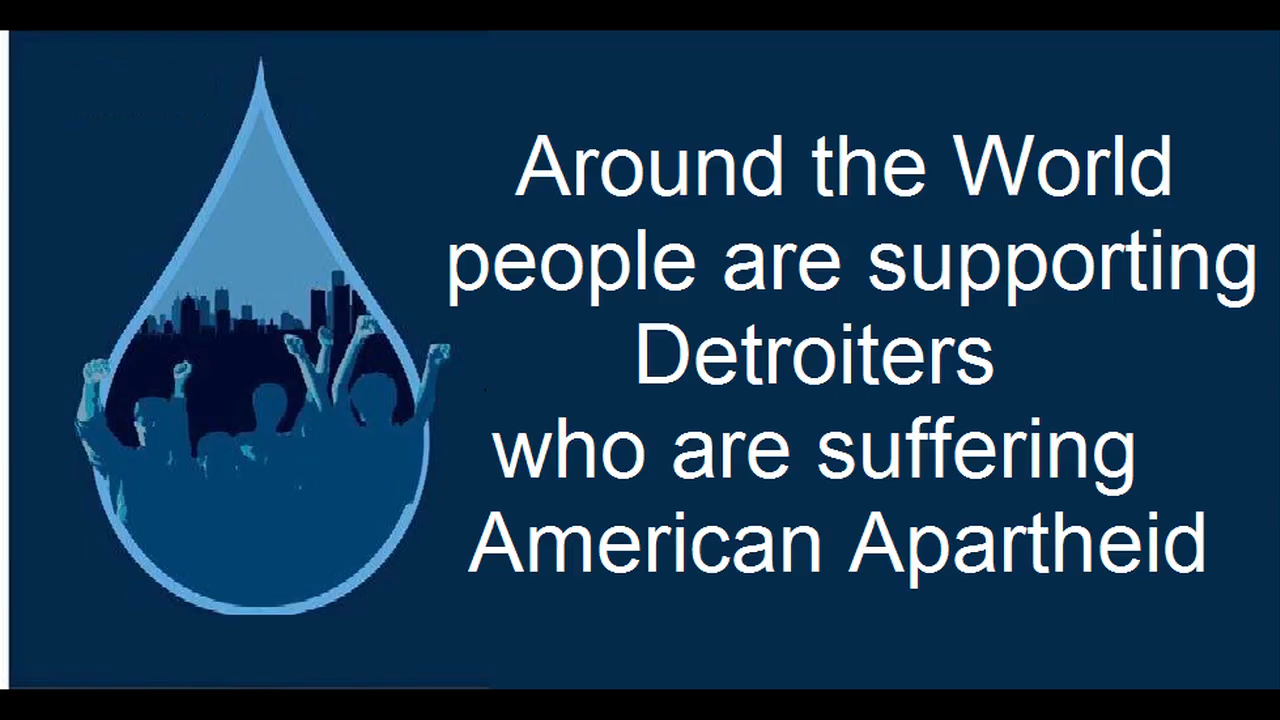 Around the World
people are supporting
Detroiters
who are suffering
American Apartheid